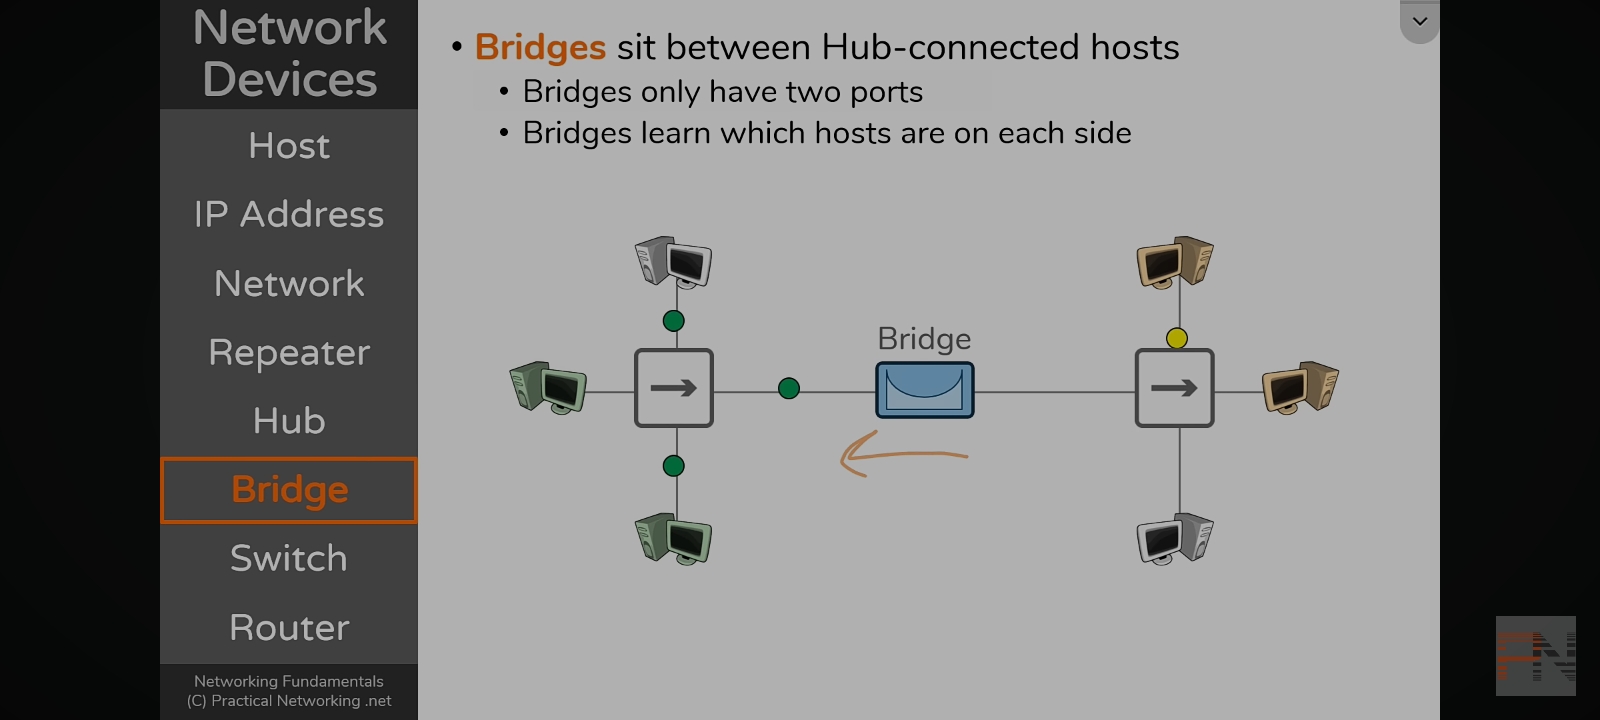 Network
Devices
Host
IP Address
Network
Repeater
Hub
Bridge
Switch
Router
Networking Fundamentals
(C) Practical Networking .net
• Bridges sit between Hub-connected hosts
• Bridges only have two ports
• Bridges learn which hosts are on each side
Bridge
PN